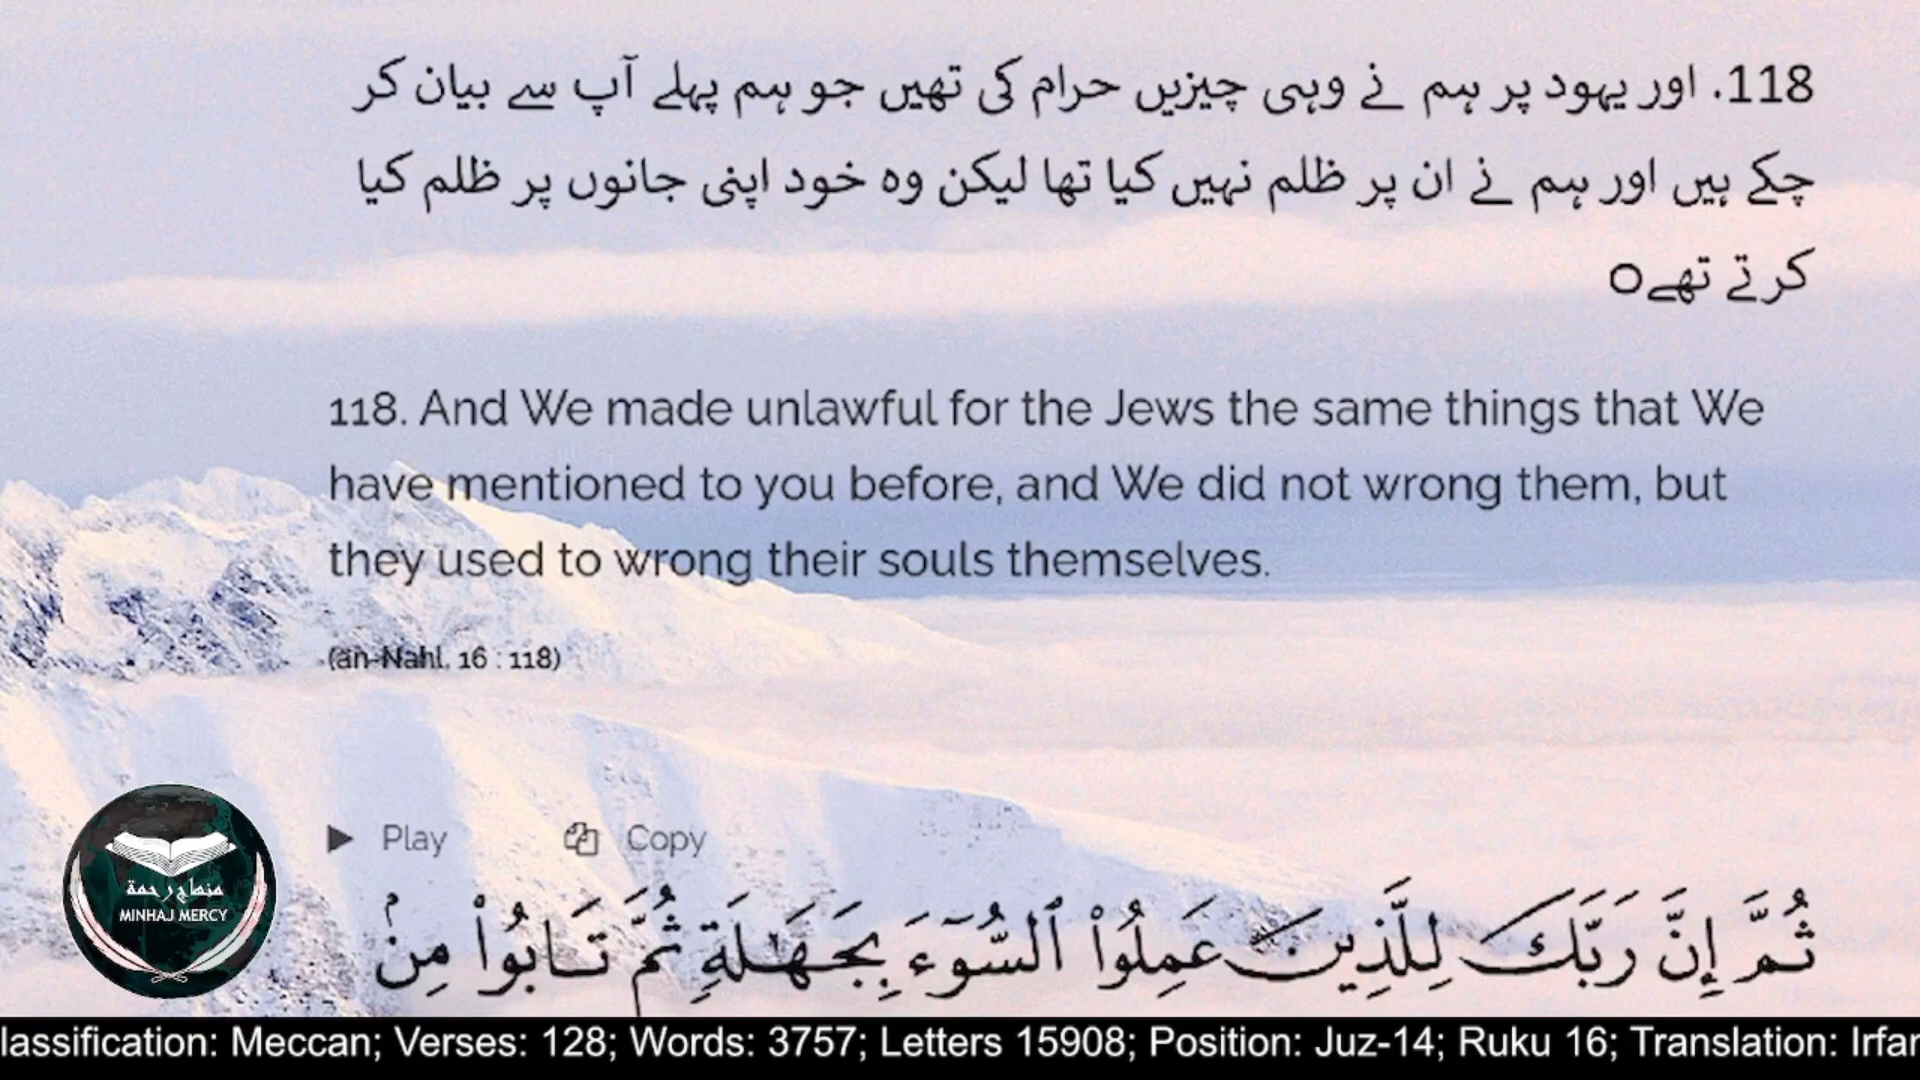 118. اور یہود پر ہم نے وہی چیزیں حرام کی تھیں جو ہم پہلے آپ سے بیان کر
چکے ہیں اور ہم نے ان پر ظلم نہیں کیا تھا لیکن وہ خود اپنی جانوں پر ظلم کیا
کرتے تھےo
118. And We made unlawful for the Jews the same things that We
have mentioned to you before, and We did not wrong them, but
they used to wrong their souls themselves.
(an-Nahl, 16 : 118)
Play Copy
ثُمَّ إِنَّ رَبَّكَ لِلَّذِينَ عَمِلُواْ ٱلسُّوٓءَ بِجَهَٰلَةٍ ثُمَّ تَابُواْ مِنۢ
منهاج رحمة
MINHAJ MERCY
lassification: Meccan; Verses: 128; Words: 3757; Letters 15908; Position: Juz-14; Ruku 16; Translation: Irfan